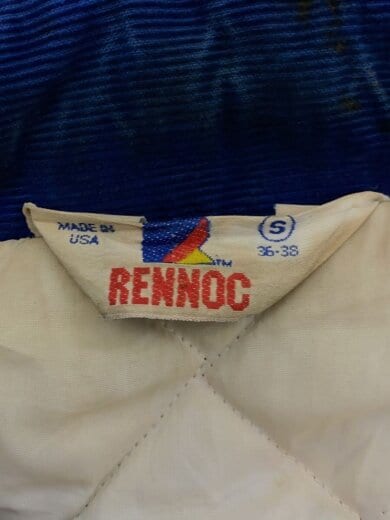 MADE IN
USA
S
36-38
TM
RENNOC